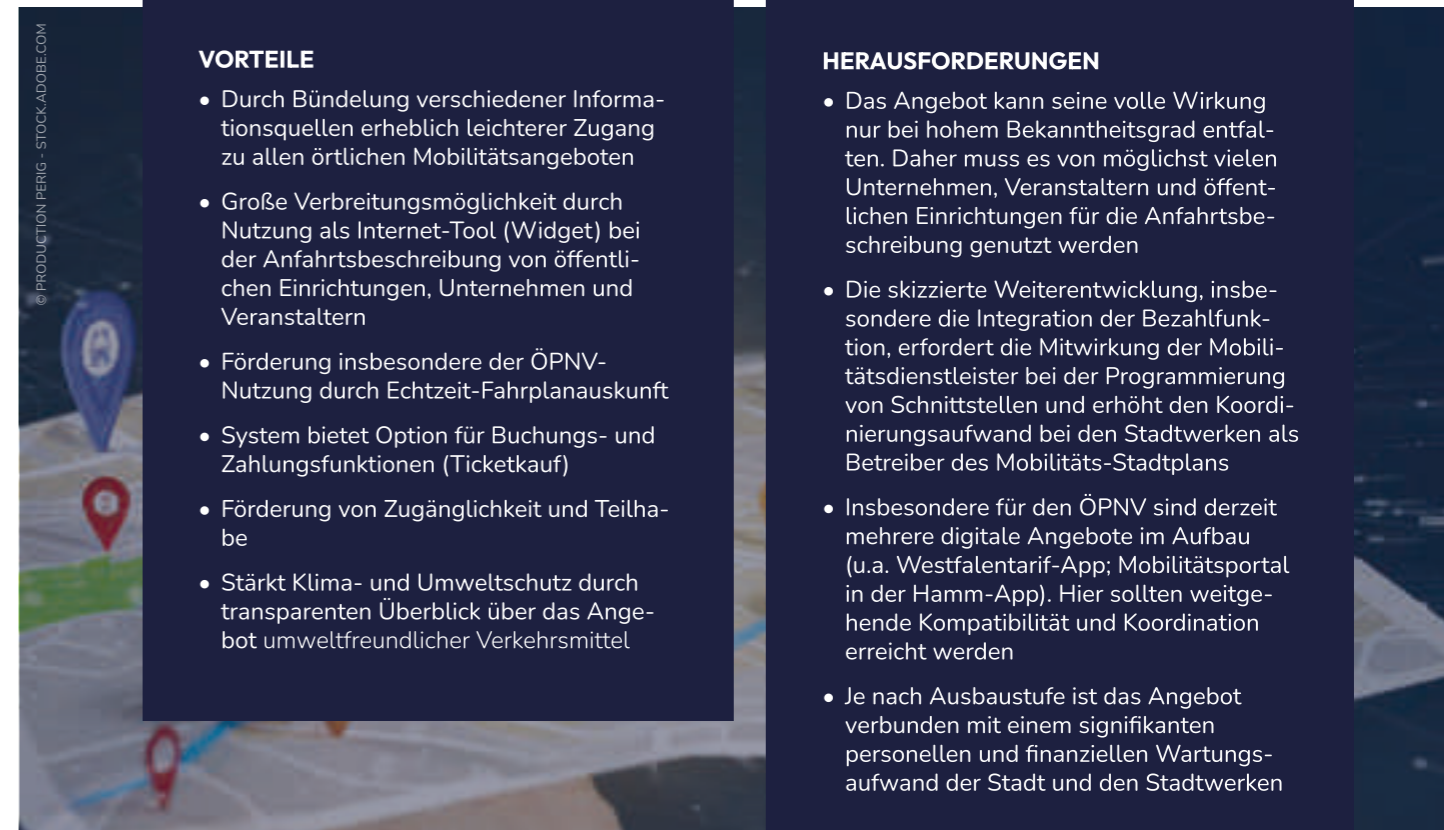 © PRODUCTION PERIG - STOCK.ADOBE.COM
VORTEILE
• Durch Bündelung verschiedener Informa-
tionsquellen erheblich leichterer Zugang
zu allen örtlichen Mobilitätsangeboten
• Große Verbreitungsmöglichkeit durch
Nutzung als Internet-Tool (Widget) bei
der Anfahrtsbeschreibung von öffentli-
chen Einrichtungen, Unternehmen und
Veranstaltern
• Förderung insbesondere der ÖPNV-
Nutzung durch Echtzeit-Fahrplanauskunft
• System bietet Option für Buchungs- und
Zahlungsfunktionen (Ticketkauf)
• Förderung von Zugänglichkeit und Teilha-
be
• Stärkt Klima- und Umweltschutz durch
transparenten Überblick über das Ange-
bot umweltfreundlicher Verkehrsmittel
HERAUSFORDERUNGEN
• Das Angebot kann seine volle Wirkung
nur bei hohem Bekanntheitsgrad entfal-
ten. Daher muss es von möglichst vielen
Unternehmen, Veranstaltern und öffent-
lichen Einrichtungen für die Anfahrtsbe-
schreibung genutzt werden
• Die skizzierte Weiterentwicklung, insbe-
sondere die Integration der Bezahlfunk-
tion, erfordert die Mitwirkung der Mobili-
tätsdienstleister bei der Programmierung
von Schnittstellen und erhöht den Koordi-
nierungsaufwand bei den Stadtwerken als
Betreiber des Mobilitäts-Stadtplans
• Insbesondere für den ÖPNV sind derzeit
mehrere digitale Angebote im Aufbau
(u.a. Westfalentarif-App; Mobilitätsportal
in der Hamm-App). Hier sollten weitge-
hende Kompatibilität und Koordination
erreicht werden
• Je nach Ausbaustufe ist das Angebot
verbunden mit einem signifikanten
personellen und finanziellen Wartungs-
aufwand der Stadt und den Stadtwerken